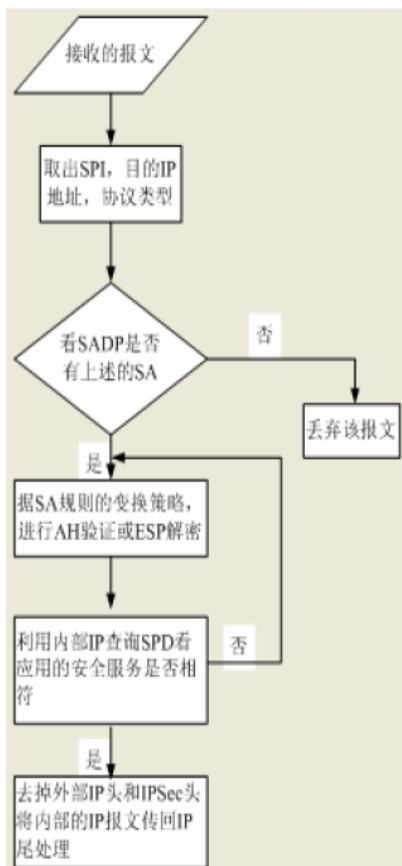 接收的报文
取出SPI，目的IP
地址，协议类型
看SADP是否
有上述的SA
否
丢弃该报文
是
据SA规则的变换策略，
进行AH验证或ESP解密
利用内部IP查询SPD看
应用的安全服务是否相
符
否
是
去掉外部IP头和IPSec头
将内部的IP报文传回IP
尾处理